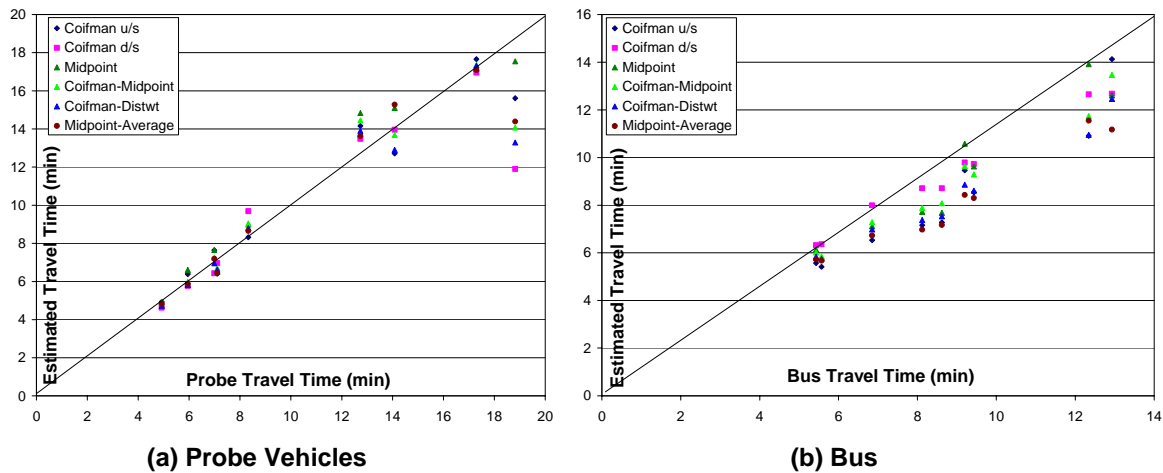 20
18
16
14
12
10
8
6
4
2
0
Coifman u/s
Coifman d/s
Midpoint
Coifman-Midpoint
Coifman-Distwt
Midpoint-Average
Estimated Travel Time (min)
Probe Travel Time (min)
0 2 4 6 8 10 12 14 16 18 20
(a) Probe Vehicles
16
14
12
10
8
6
4
2
0
Coifman u/s
Coifman d/s
Midpoint
Coifman-Midpoint
Coifman-Distwt
Midpoint-Average
Estimated Travel Time (min)
Bus Travel Time (min)
0 2 4 6 8 10 12 14
(b) Bus